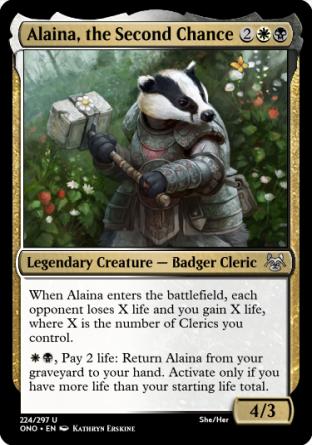 Alaina, the Second Chance 2
Legendary Creature — Badger Cleric
When Alaina enters the battlefield, each
opponent loses X life and you gain X life,
where X is the number of Clerics you
control.
, Pay 2 life: Return Alaina from your
graveyard to your hand. Activate only if you
have more life than your starting life total.
4/3
224/297 U She/Her
ONO • EN Kathryn Erskine